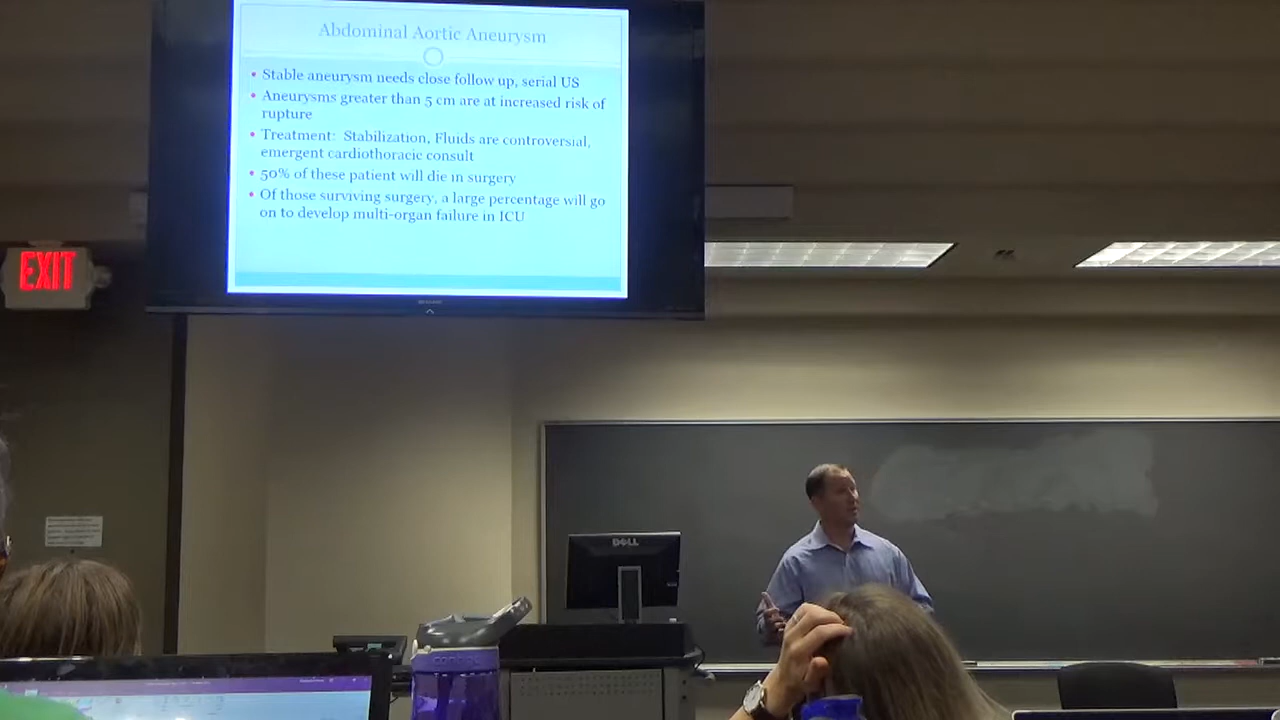 Abdominal Aortic Aneurysm
• Stable aneurysm needs close follow up, serial US
• Aneurysms greater than 5 cm are at increased risk of
rupture
• Treatment: Stabilization, Fluids are controversial,
emergent cardiothoracic consult
• 50% of these patient will die in surgery
• Of those surviving surgery, a large percentage will go
on to develop multi-organ failure in ICU
EXIT
DELL
contigo